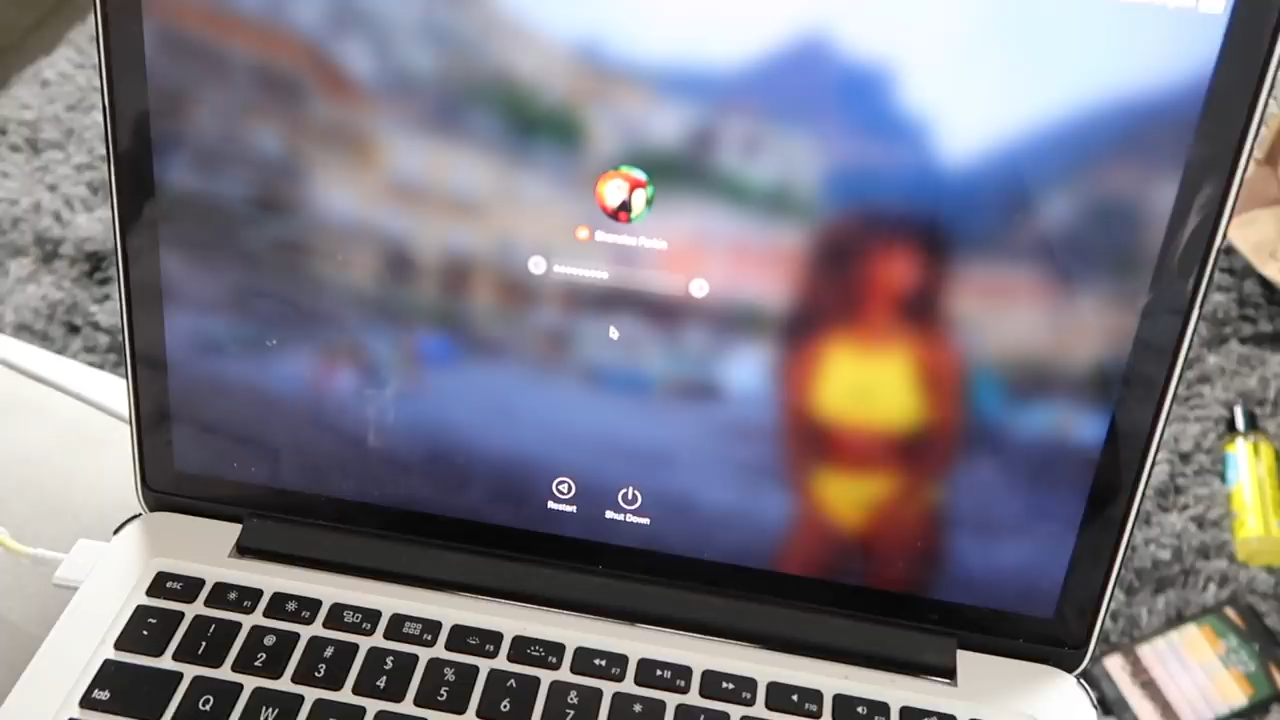 Restart
Shut Down
esc
F1
F2
F3
F4
F5
F6
F7
F8
F9
F10
~
! 1
@ 2
# 3
$ 4
% 5
^ 6
& 7
*
tab
Q
W